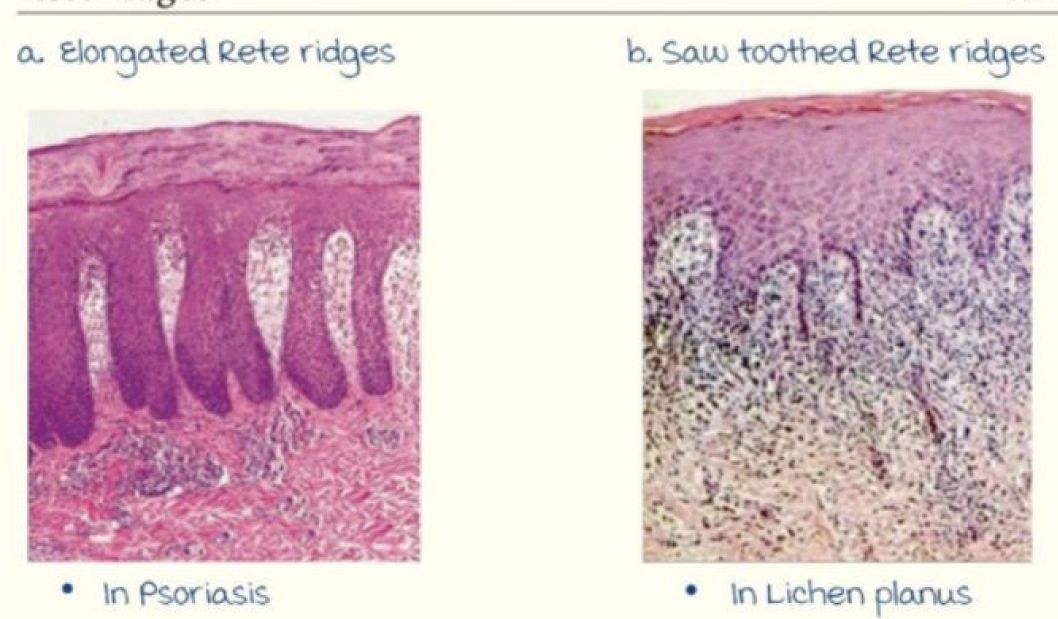 a. Elongated Rete ridges
b. Saw toothed Rete ridges
• In Psoriasis
• In Lichen planus